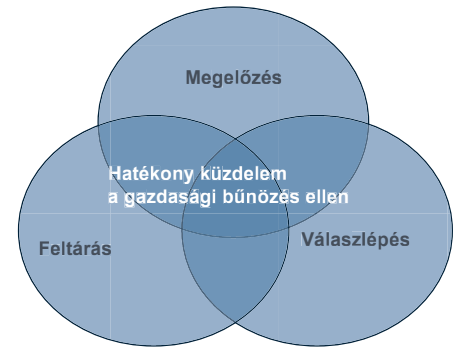 Megelőzés
Hatékony küzdelem
a gazdasági bűnözés ellen
Feltárás
Válaszlépés